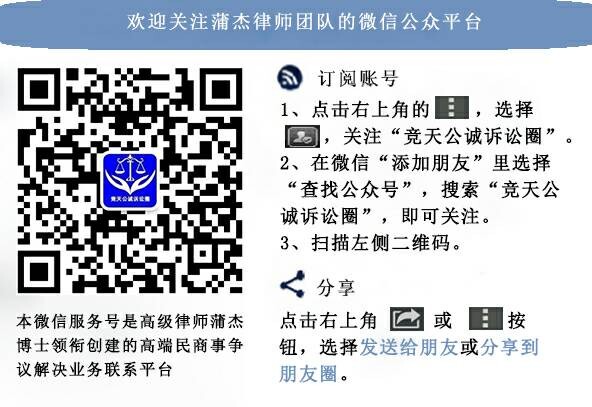 欢迎关注蒲杰律师团队的微信公众平台
竞天公诚诉讼圈
本微信服务号是高级律师蒲杰
博士领衔创建的高端民商事争
议解决业务联系平台
订阅账号
1、点击右上角的 ，选择
，关注“竞天公诚诉讼圈”。
2、在微信“添加朋友”里选择
“查找公众号”，搜索“竞天公
诚诉讼圈”，即可关注。
3、扫描左侧二维码。
分享
点击右上角 或 按
钮，选择发送给朋友或分享到
朋友圈。